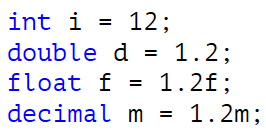 int i = 12;
double d = 1.2;
float f = 1.2f;
decimal m = 1.2m;